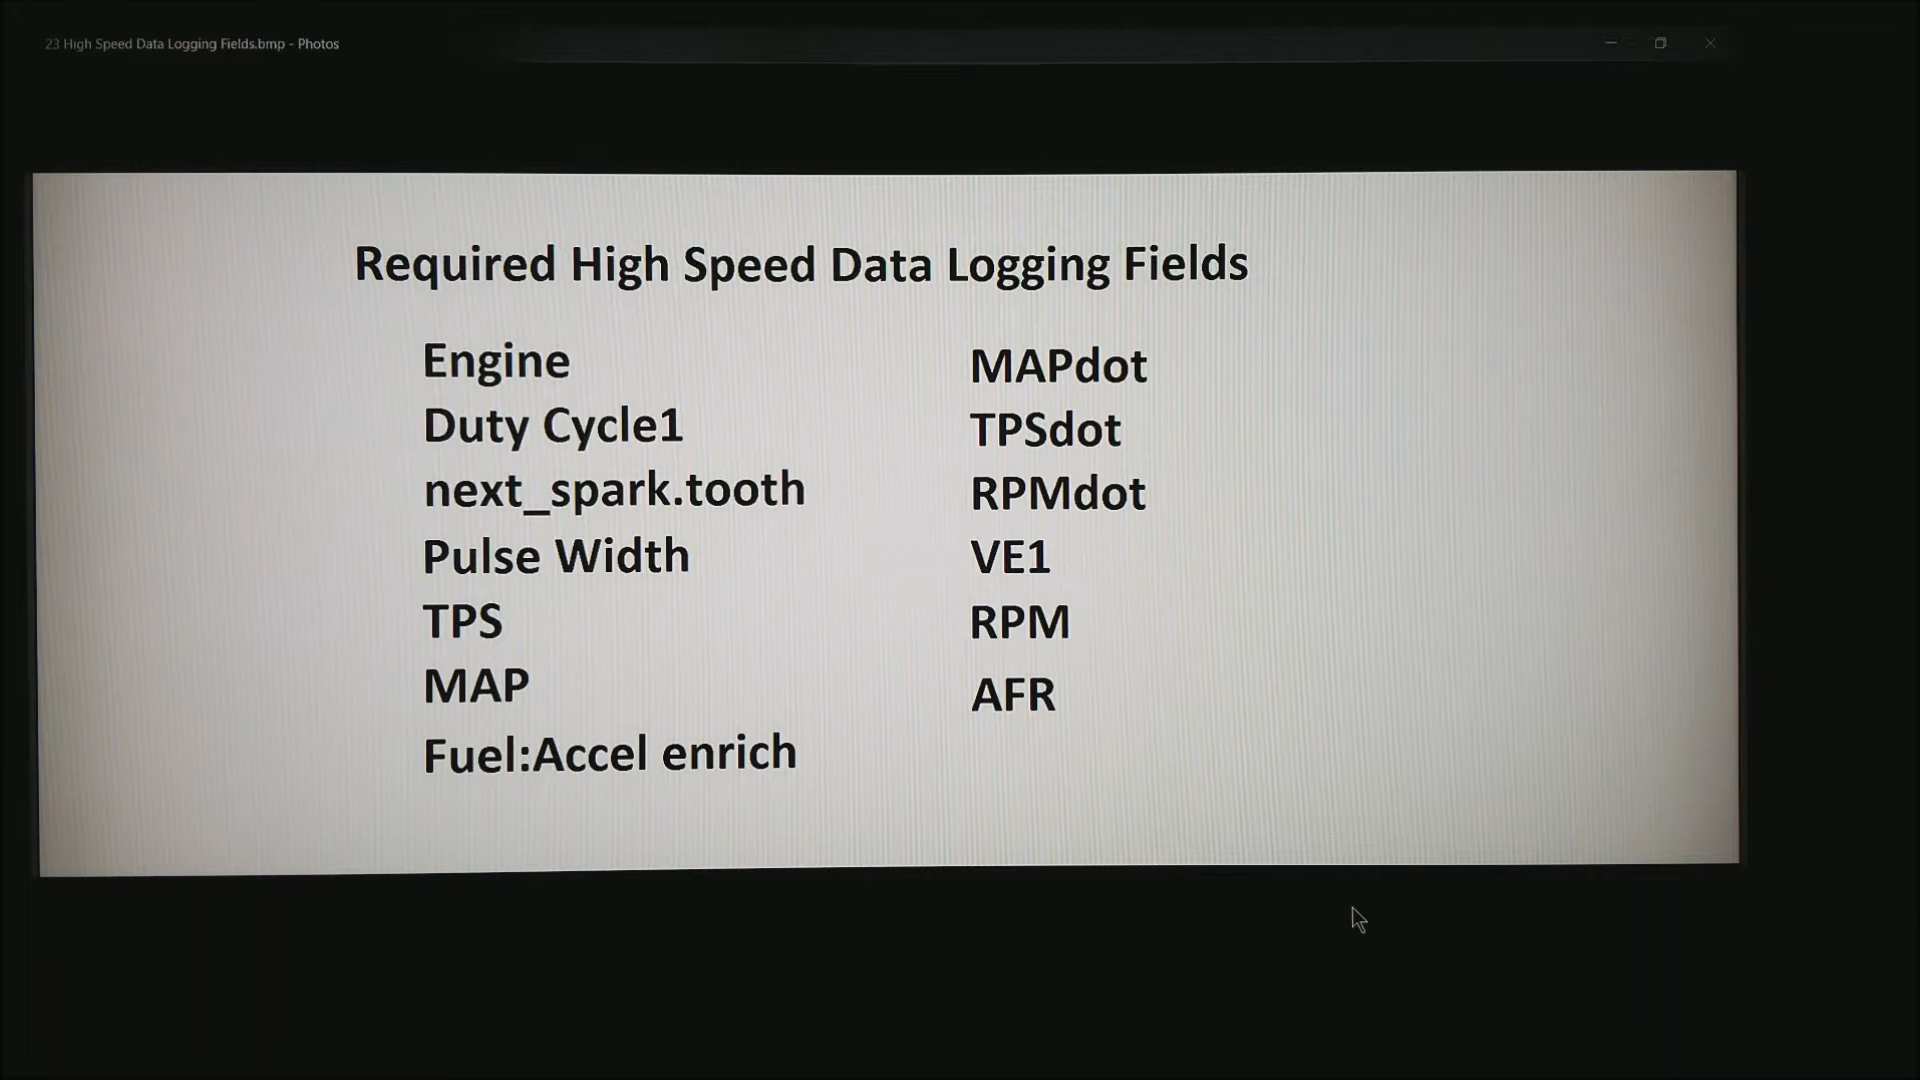 23 High Speed Data Logging Fields.bmp - Photos
Required High Speed Data Logging Fields
Engine
Duty Cycle1
next_spark.tooth
Pulse Width
TPS
MAP
Fuel:Accel enrich
MAPdot
TPSdot
RPMdot
VE1
RPM
AFR